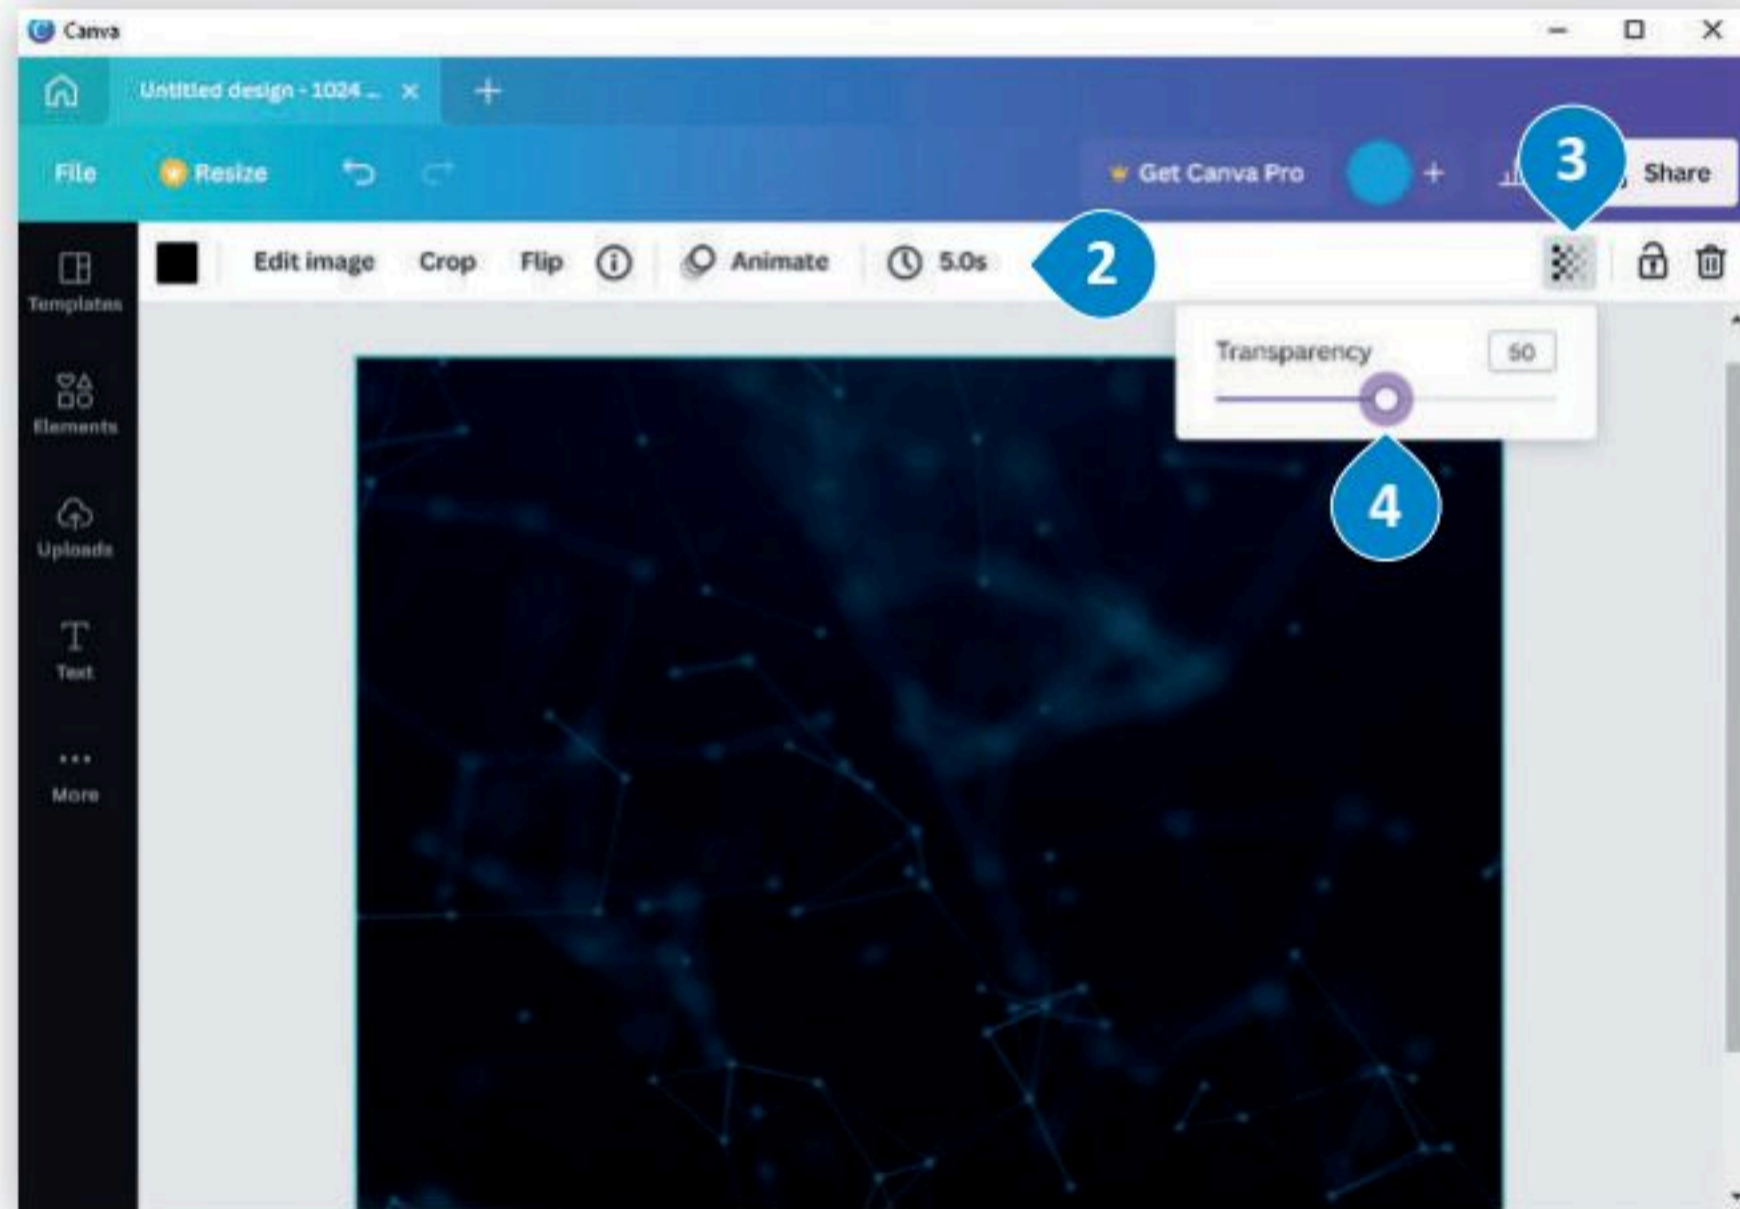 Canva
Untitled design - 1024 ...
File
Resize
Get Canva Pro
3
Share
Edit image
Crop
Flip
Animate
5.0s
2
Templates
Transparency
50
Elements
4
Uploads
Text
More